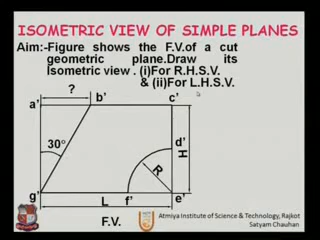 ISOMETRIC VIEW OF SIMPLE PLANES
Aim:-Figure shows the F.V.of a cut
geometric plane.Draw its
Isometric view . (i)For R.H.S.V.
& (ii)For L.H.S.V.
?
a' b' c'
30°
d'
H
R
g' L f' e'
F.V.
Atmiya Institute of Science & Technology, Rajkot
Satyam Chauhan